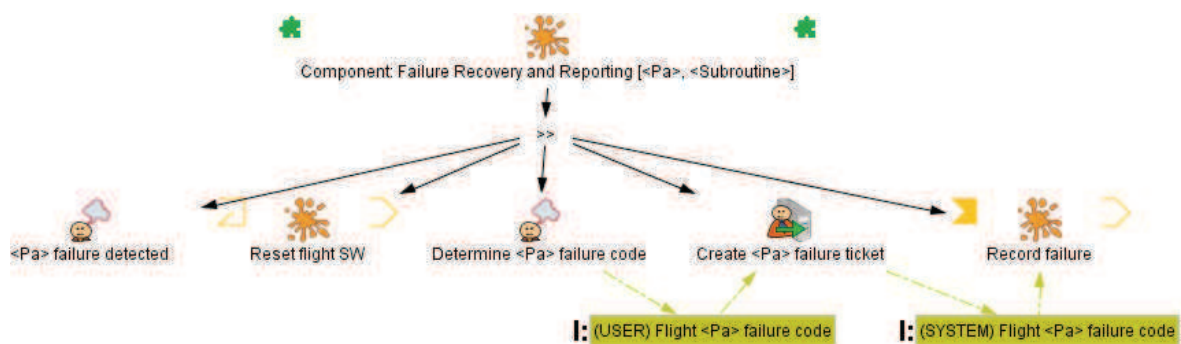 Component: Failure Recovery and Reporting [<Pa>, <Subroutine>]
>>
<Pa> failure detected
Reset flight SW
Determine <Pa> failure code
Create <Pa> failure ticket
Record failure
I: (USER) Flight <Pa> failure code
I: (SYSTEM) Flight <Pa> failure code